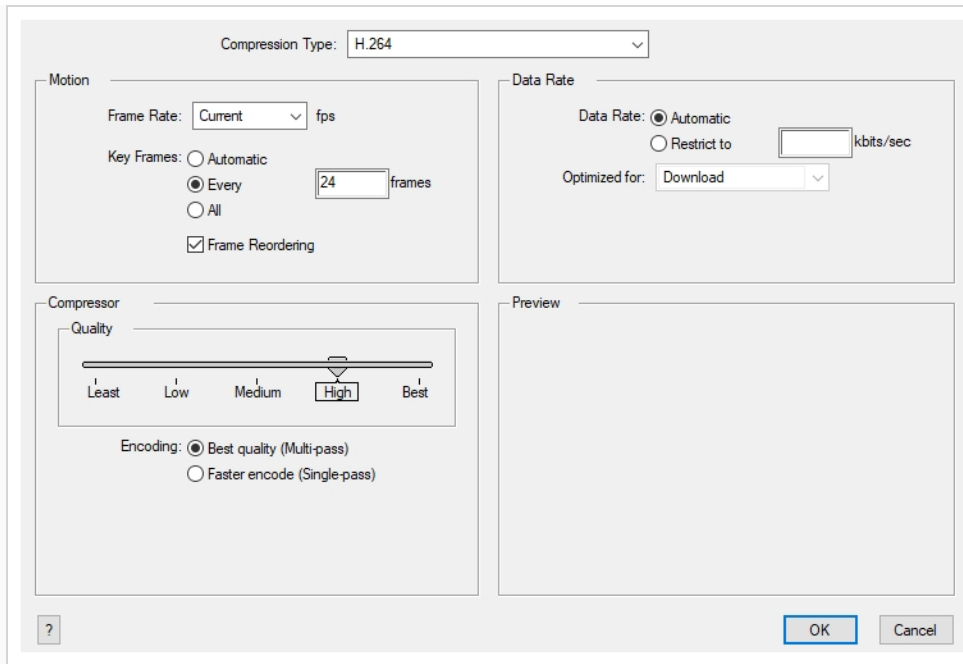 Compression Type: H.264
Motion
Frame Rate: Current fps
Key Frames: Automatic
Every 24 frames
All
Frame Reordering
Data Rate
Data Rate: Automatic
Restrict to kbits/sec
Optimized for: Download
Compressor
Quality
Least Low Medium High Best
Encoding: Best quality (Multi-pass)
Faster encode (Single-pass)
Preview
? OK Cancel